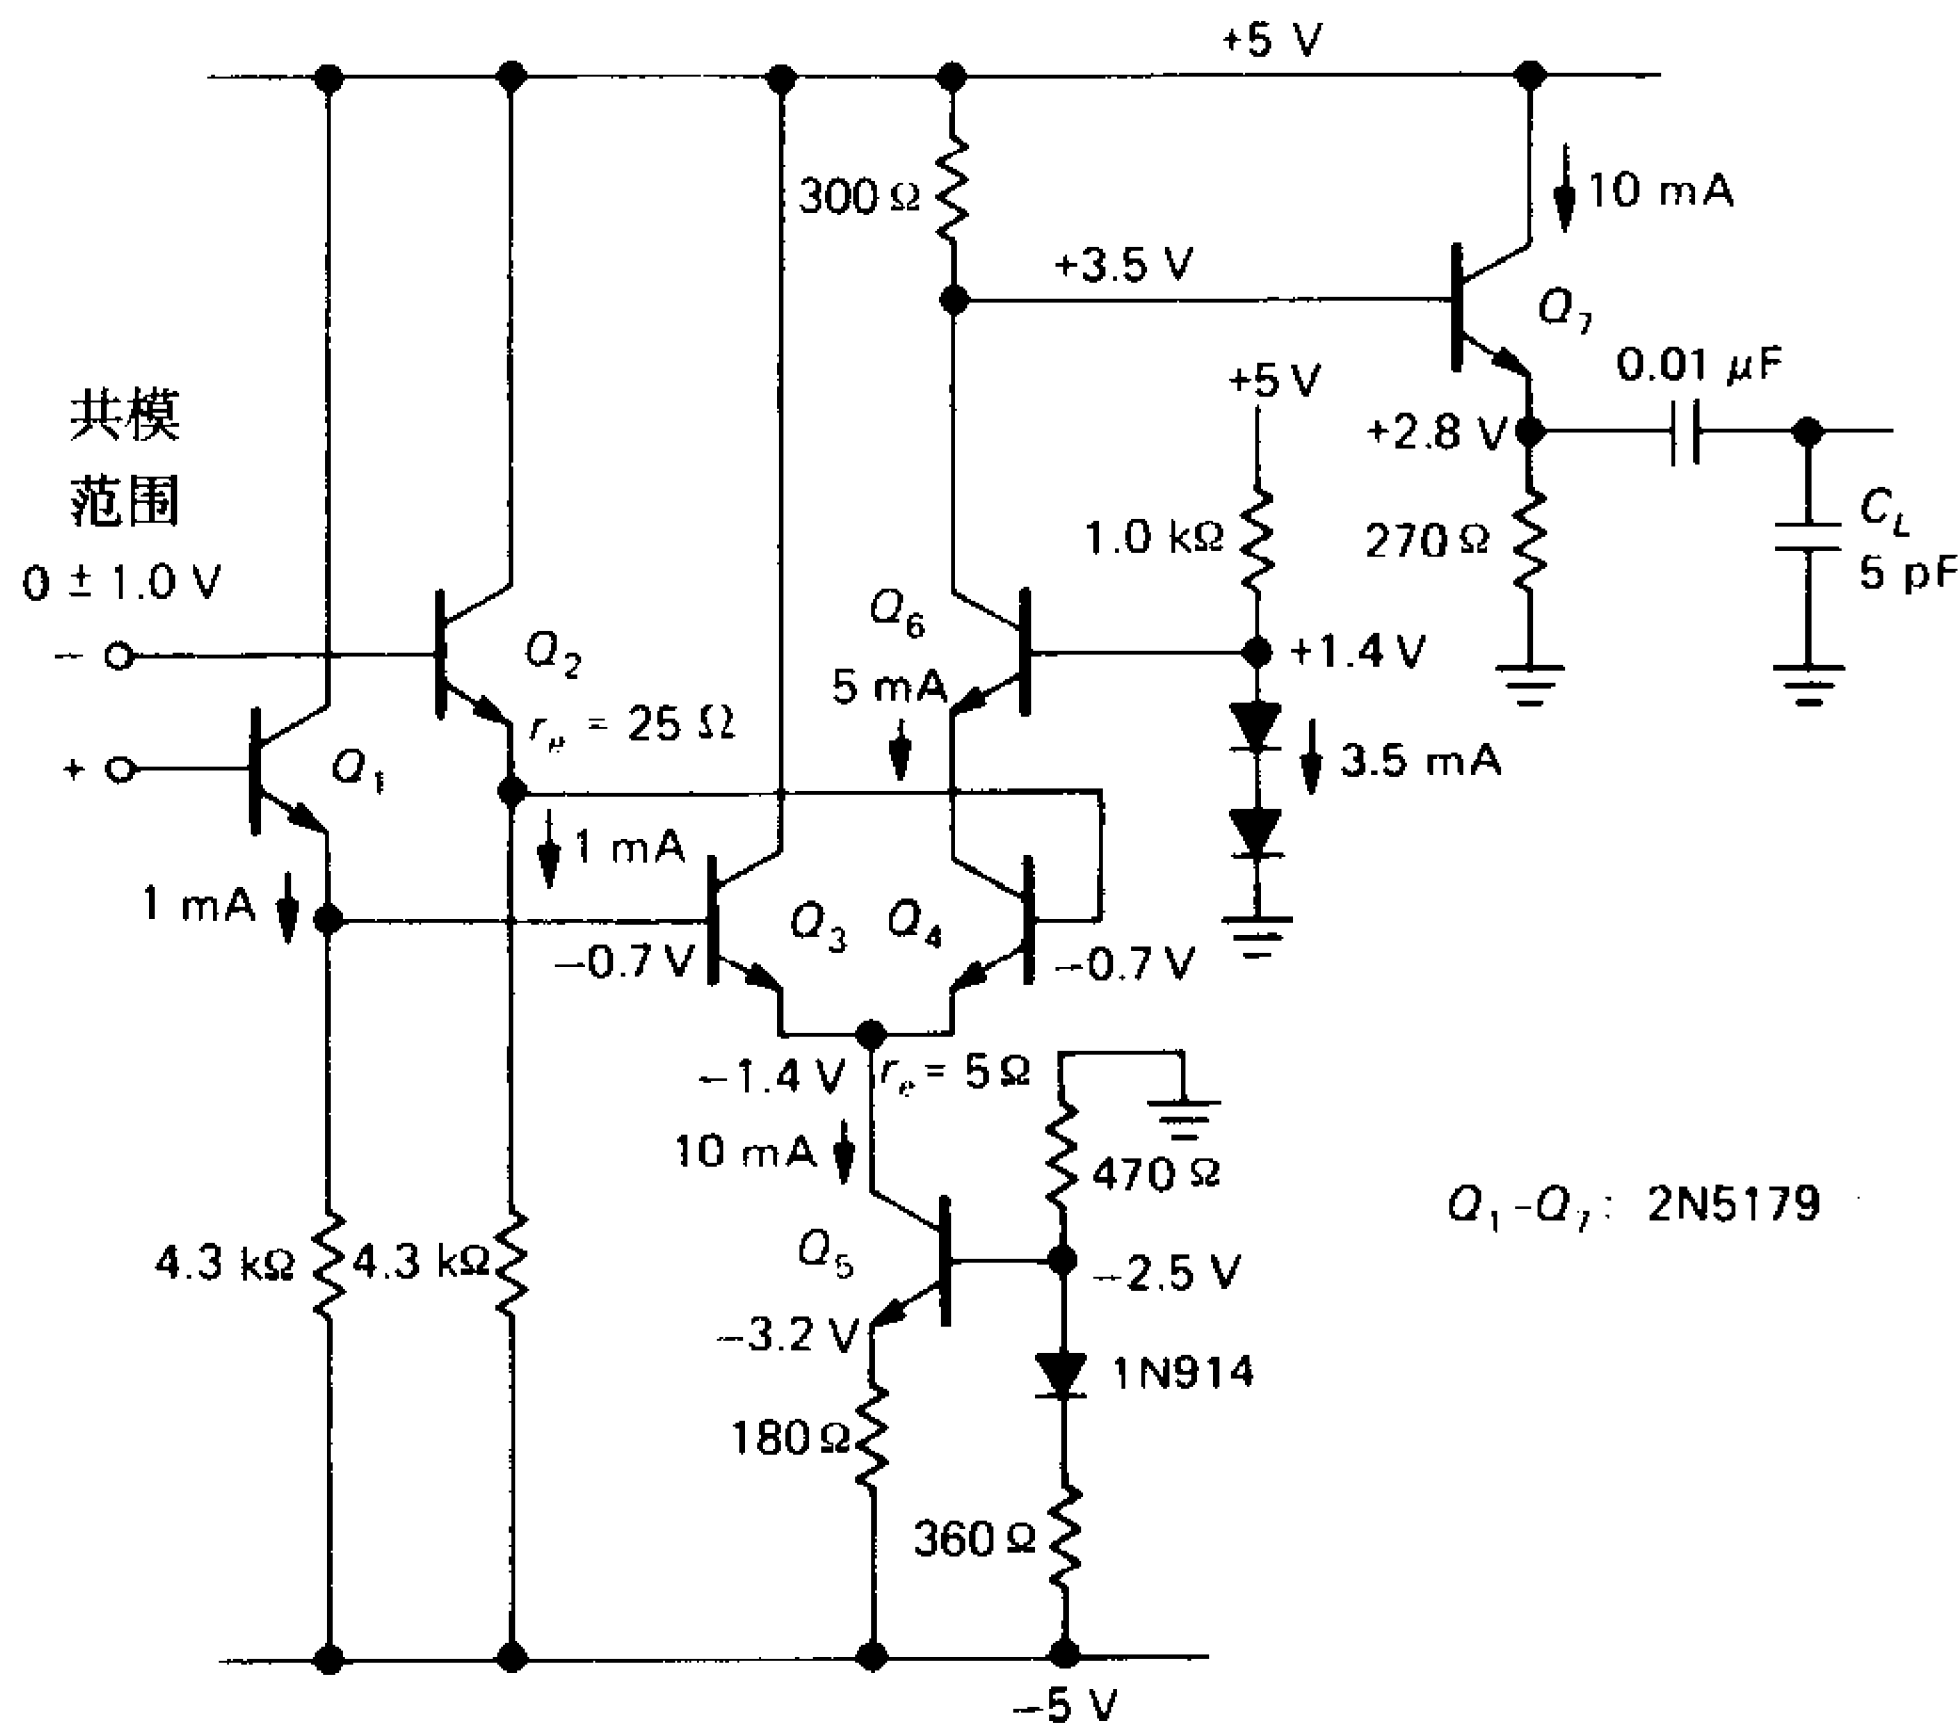 +5 V
300 Ω
10 mA
+3.5 V
Q7
0.01 μF
+5 V
+2.8 V
共模
范围
0 ± 1.0 V
1.0 kΩ
270 Ω
CL
5 pF
Q6
−
Q2
+1.4 V
5 mA
re = 25 Ω
+
Q1
3.5 mA
1 mA
1 mA
Q3
Q4
−0.7 V
−0.7 V
−1.4 V
re = 5 Ω
10 mA
470 Ω
Q1–Q7: 2N5179
4.3 kΩ
4.3 kΩ
Q5
−2.5 V
−3.2 V
1N914
180 Ω
360 Ω
−5 V